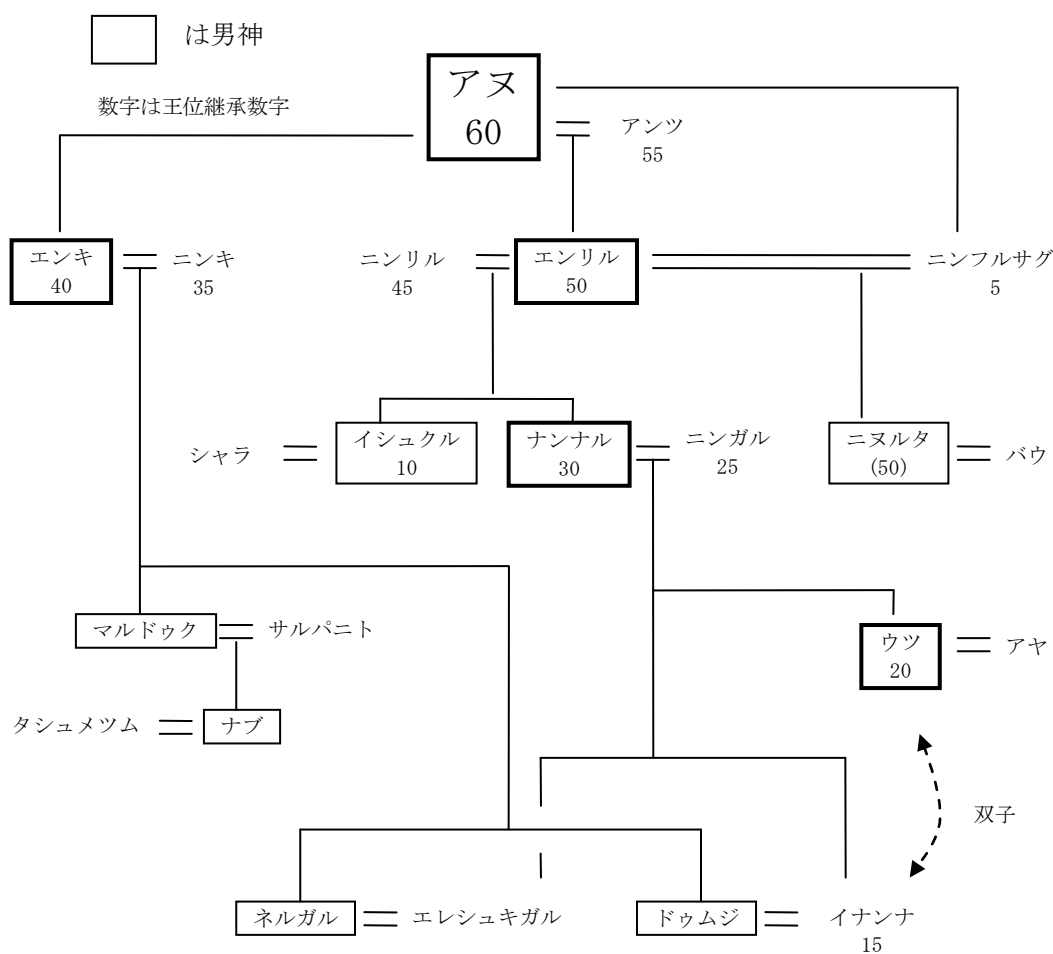 は男神
数字は王位継承数字
アヌ
60
アンツ
55
エンキ
40
ニンキ
35
ニンリル
45
エンリル
50
ニンフルサグ
5
シャラ
イシュクル
10
ナンナル
30
ニンガル
25
ニヌルタ
(50)
バウ
マルドゥク
サルパニト
ウツ
20
アヤ
タシュメツム
ナブ
双子
ネルガル
エレシュキガル
ドゥムジ
イナンナ
15